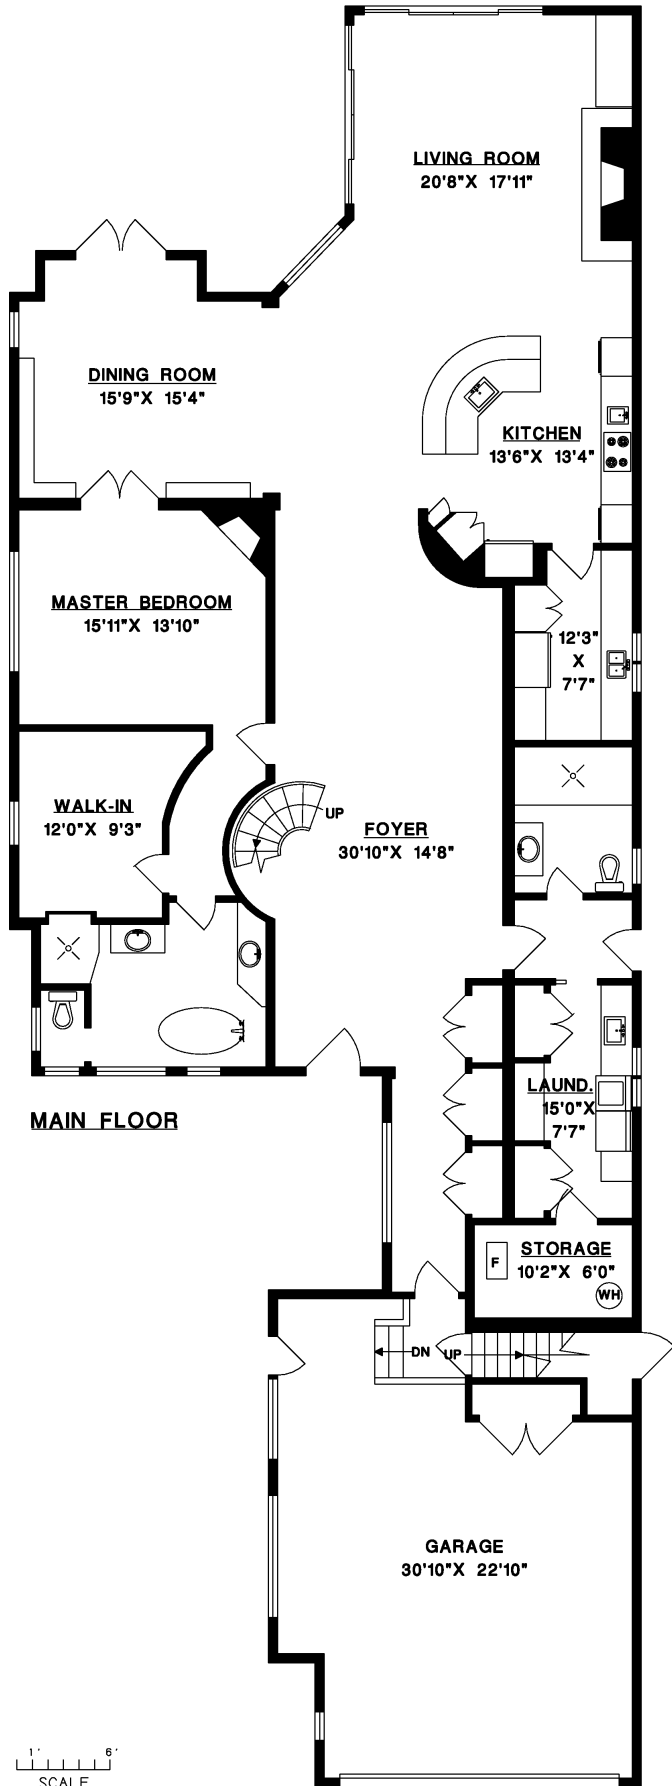 LIVING ROOM
20'8"X 17'11"
DINING ROOM
15'9"X 15'4"
KITCHEN
13'6"X 13'4"
MASTER BEDROOM
15'11"X 13'10"
12'3"
X
7'7"
WALK-IN
12'0"X 9'3"
UP
FOYER
30'10"X 14'8"
MAIN FLOOR
LAUND.
15'0"X
7'7"
STORAGE
10'2"X 6'0"
F
WH
DN
UP
GARAGE
30'10"X 22'10"
1' 6'
SCALE